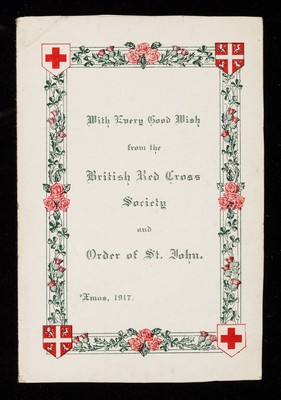 With Every Good Wish
from the
British Red Cross
Society
and
Order of St. John.
'Xmas, 1917.